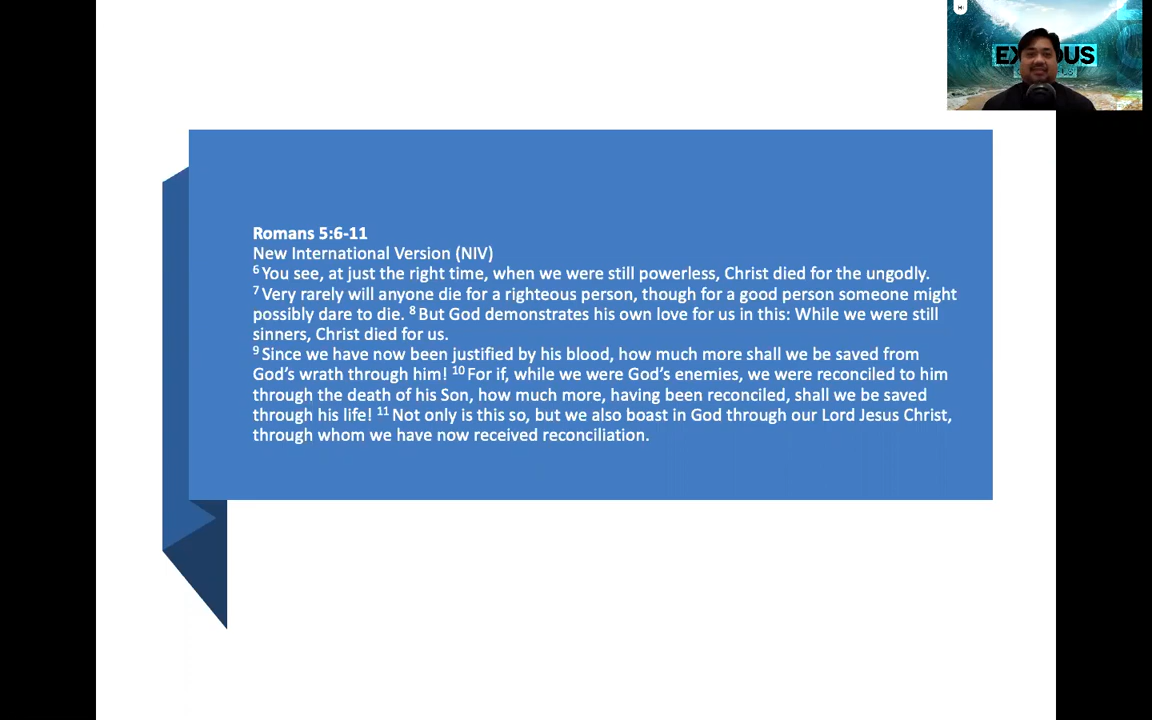 EXODUS
Romans 5:6-11
New International Version (NIV)
6 You see, at just the right time, when we were still powerless, Christ died for the ungodly.
7 Very rarely will anyone die for a righteous person, though for a good person someone might
possibly dare to die. 8 But God demonstrates his own love for us in this: While we were still
sinners, Christ died for us.
9 Since we have now been justified by his blood, how much more shall we be saved from
God’s wrath through him! 10 For if, while we were God’s enemies, we were reconciled to him
through the death of his Son, how much more, having been reconciled, shall we be saved
through his life! 11 Not only is this so, but we also boast in God through our Lord Jesus Christ,
through whom we have now received reconciliation.